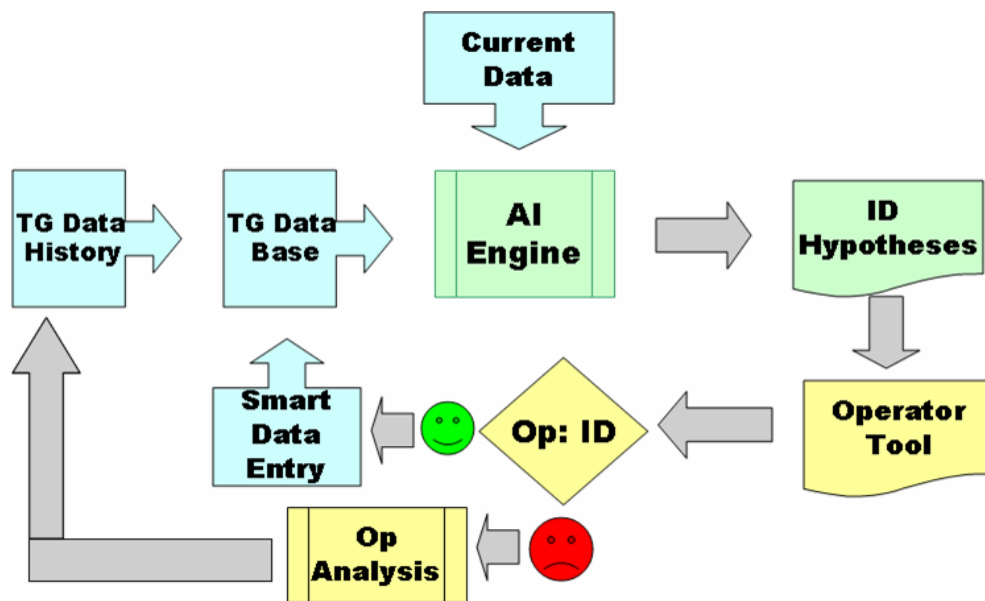 Current
Data
TG Data
History
TG Data
Base
AI
Engine
ID
Hypotheses
Smart
Data
Entry
Op: ID
Operator
Tool
Op
Analysis